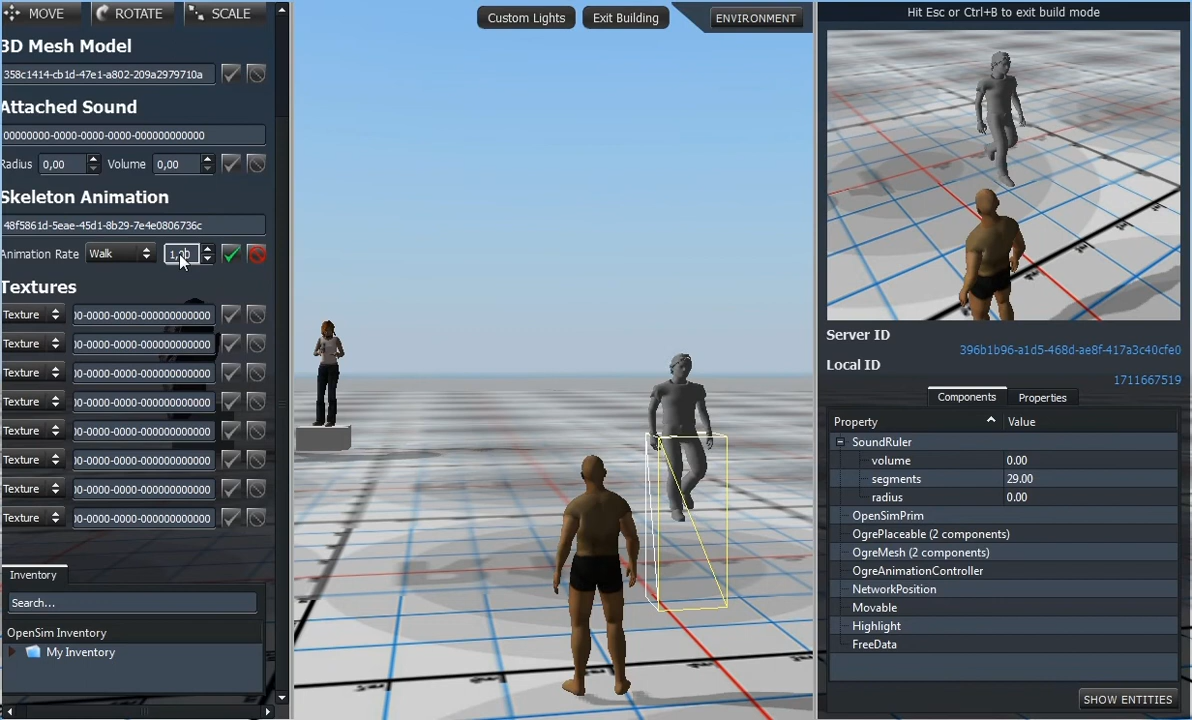 MOVE ROTATE SCALE
3D Mesh Model
358c1414-cb1d-47e1-a802-209a2979710a
Attached Sound
00000000-0000-0000-0000-000000000000
Radius 0,00 Volume 0,00
Skeleton Animation
48f5861d-5eae-45d1-8b29-7e4e0806736c
Animation Rate Walk 1,00
Textures
Texture 00-0000-0000-000000000000
Texture 00-0000-0000-000000000000
Texture 00-0000-0000-000000000000
Texture 00-0000-0000-000000000000
Texture 00-0000-0000-000000000000
Texture 00-0000-0000-000000000000
Texture 00-0000-0000-000000000000
Texture 00-0000-0000-000000000000
Inventory
Search...
OpenSim Inventory
My Inventory
Custom Lights Exit Building ENVIRONMENT
Hit Esc or Ctrl+B to exit build mode
Server ID
396b1b96-a1d5-468d-ae8f-417a3c40cfe0
Local ID
1711667519
Components Properties
Property Value
SoundRuler
volume 0.00
segments 29.00
radius 0.00
OpenSimPrim
OgrePlaceable (2 components)
OgreMesh (2 components)
OgreAnimationController
NetworkPosition
Movable
Highlight
FreeData
SHOW ENTITIES